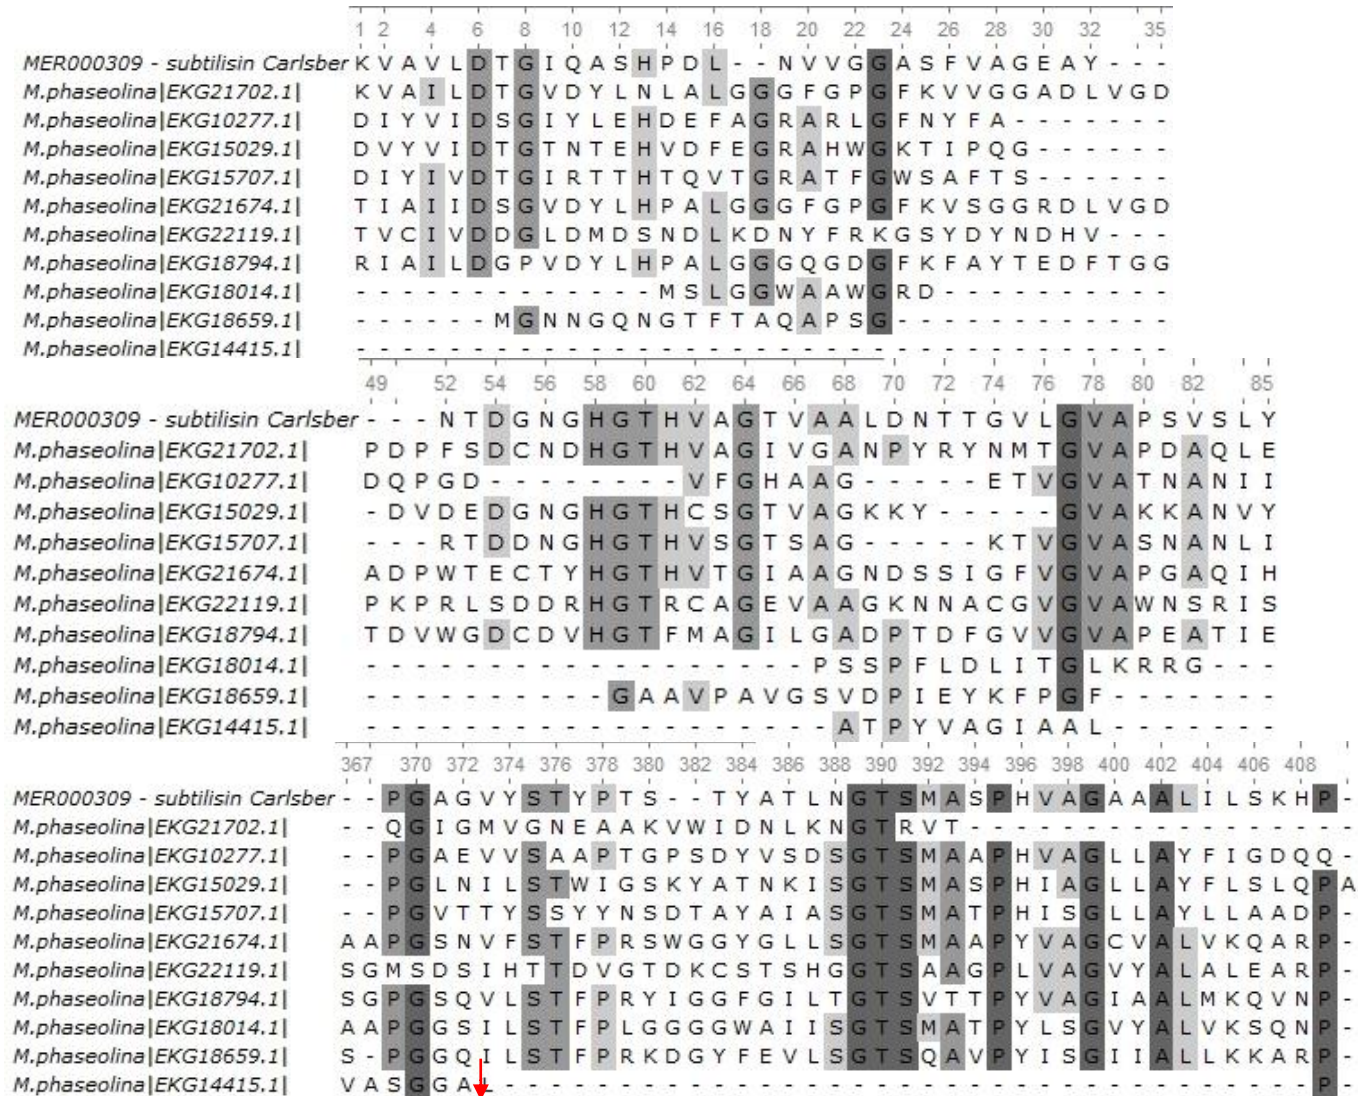 1 2 4 6 8 10 12 14 16 18 20 22 24 26 28 30 32 35
MER000309 - subtilisin Carlsber K V A V L D T G I Q A S H P D L - - N V V G G A S F V A G E A Y - - -
M.phaseolina|EKG21702.1| K V A I L D T G V D Y L N L A L G G G F G P G F K V V G G A D L V G D
M.phaseolina|EKG10277.1| D I Y V I D S G I Y L E H D E F A G R A R L G F N Y F A - - - - - - -
M.phaseolina|EKG15029.1| D V Y V I D T G T N T E H V D F E G R A H W G K T I P Q G - - - - - -
M.phaseolina|EKG15707.1| D I Y I V D T G I R T T H T Q V T G R A T F G W S A F T S - - - - - -
M.phaseolina|EKG21674.1| T I A I I D S G V D Y L H P A L G G G F G P G F K V S G G R D L V G D
M.phaseolina|EKG22119.1| T V C I V D D G L D M D S N D L K D N Y F R K G S Y D Y N D H V - - -
M.phaseolina|EKG18794.1| R I A I L D G P V D Y L H P A L G G G Q G D G F K F A Y T E D F T G G
M.phaseolina|EKG18014.1| - - - - - - - - - - - - - M S L G G W A A W G R D - - - - - - - - - -
M.phaseolina|EKG18659.1| - - - - - - M G N N G Q N G T F T A Q A P S G - - - - - - - - - - - -
M.phaseolina|EKG14415.1| - - - - - - - - - - - - - - - - - - - - - - - - - - - - - - - - - - -
49 52 54 56 58 60 62 64 66 68 70 72 74 76 78 80 82 85
MER000309 - subtilisin Carlsber - - - N T D G N G H G T H V A G T V A A L D N T T G V L G V A P S V S L Y
M.phaseolina|EKG21702.1| P D P F S D C N D H G T H V A G I V G A N P Y R Y N M T G V A P D A Q L E
M.phaseolina|EKG10277.1| D Q P G D - - - - - - - - V F G H A A G - - - - - E T V G V A T N A N I I
M.phaseolina|EKG15029.1| - D V D E D G N G H G T H C S G T V A G K K Y - - - - - G V A K K A N V Y
M.phaseolina|EKG15707.1| - - - R T D D N G H G T H V S G T S A G - - - - - K T V G V A S N A N L I
M.phaseolina|EKG21674.1| A D P W T E C T Y H G T H V T G I A A G N D S S I G F V G V A P G A Q I H
M.phaseolina|EKG22119.1| P K P R L S D D R H G T R C A G E V A A G K N N A C G V G V A W N S R I S
M.phaseolina|EKG18794.1| T D V W G D C D V H G T F M A G I L G A D P T D F G V V G V A P E A T I E
M.phaseolina|EKG18014.1| - - - - - - - - - - - - - - - - - - P S S P F L D L I T G L K R R G - - -
M.phaseolina|EKG18659.1| - - - - - - - - - - G A A V P A V G S V D P I E Y K F P G F - - - - - - -
M.phaseolina|EKG14415.1| - - - - - - - - - - - - - - - - - - - A T P Y V A G I A A L - - - - - - -
367 370 372 374 376 378 380 382 384 386 388 390 392 394 396 398 400 402 404 406 408
MER000309 - subtilisin Carlsber - - P G A G V Y S T Y P T S - - T Y A T L N G T S M A S P H V A G A A A L I L S K H P -
M.phaseolina|EKG21702.1| - - Q G I G M V G N E A A K V W I D N L K N G T R V T - - - - - - - - - - - - - - - - -
M.phaseolina|EKG10277.1| - - P G A E V V S A A P T G P S D Y V S D S G T S M A A P H V A G L L A Y F I G D Q Q -
M.phaseolina|EKG15029.1| - - P G L N I L S T W I G S K Y A T N K I S G T S M A S P H I A G L L A Y F L S L Q P A
M.phaseolina|EKG15707.1| - - P G V T T Y S S Y Y N S D T A Y A I A S G T S M A T P H I S G L L A Y L L A A D P -
M.phaseolina|EKG21674.1| A A P G S N V F S T F P R S W G G Y G L L S G T S M A A P Y V A G C V A L V K Q A R P -
M.phaseolina|EKG22119.1| S G M S D S I H T T D V G T D K C S T S H G G T S A A G P L V A G V Y A L A L E A R P -
M.phaseolina|EKG18794.1| S G P G S Q V L S T F P R Y I G G F G I L T G T S V T T P Y V A G I A A L M K Q V N P -
M.phaseolina|EKG18014.1| A A P G G S I L S T F P L G G G G W A I I S G T S M A T P Y L S G V Y A L V K S Q N P -
M.phaseolina|EKG18659.1| S - P G G Q I L S T F P R K D G Y F E V L S G T S Q A V P Y I S G I I A L L K K A R P -
M.phaseolina|EKG14415.1| V A S G G A L - - - - - - - - - - - - - - - - - - - - - - - - - - - - - - - - - - - P -